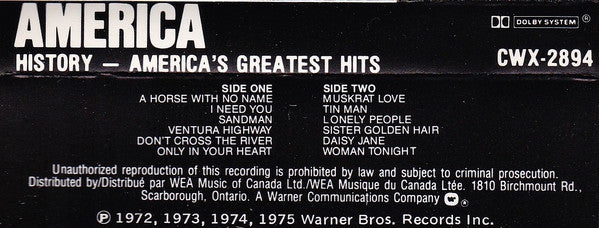 AMERICA
DOLBY SYSTEM
HISTORY – AMERICA'S GREATEST HITS
CWX-2894
SIDE ONE
A HORSE WITH NO NAME
I NEED YOU
SANDMAN
VENTURA HIGHWAY
DON'T CROSS THE RIVER
ONLY IN YOUR HEART
SIDE TWO
MUSKRAT LOVE
TIN MAN
LONELY PEOPLE
SISTER GOLDEN HAIR
DAISY JANE
WOMAN TONIGHT
Unauthorized reproduction of this recording is prohibited by law and subject to criminal prosecution.
Distributed by/Distribué par WEA Music of Canada Ltd./WEA Musique du Canada Ltée. 1810 Birchmount Rd.,
Scarborough, Ontario. A Warner Communications Company
℗ 1972, 1973, 1974, 1975 Warner Bros. Records Inc.